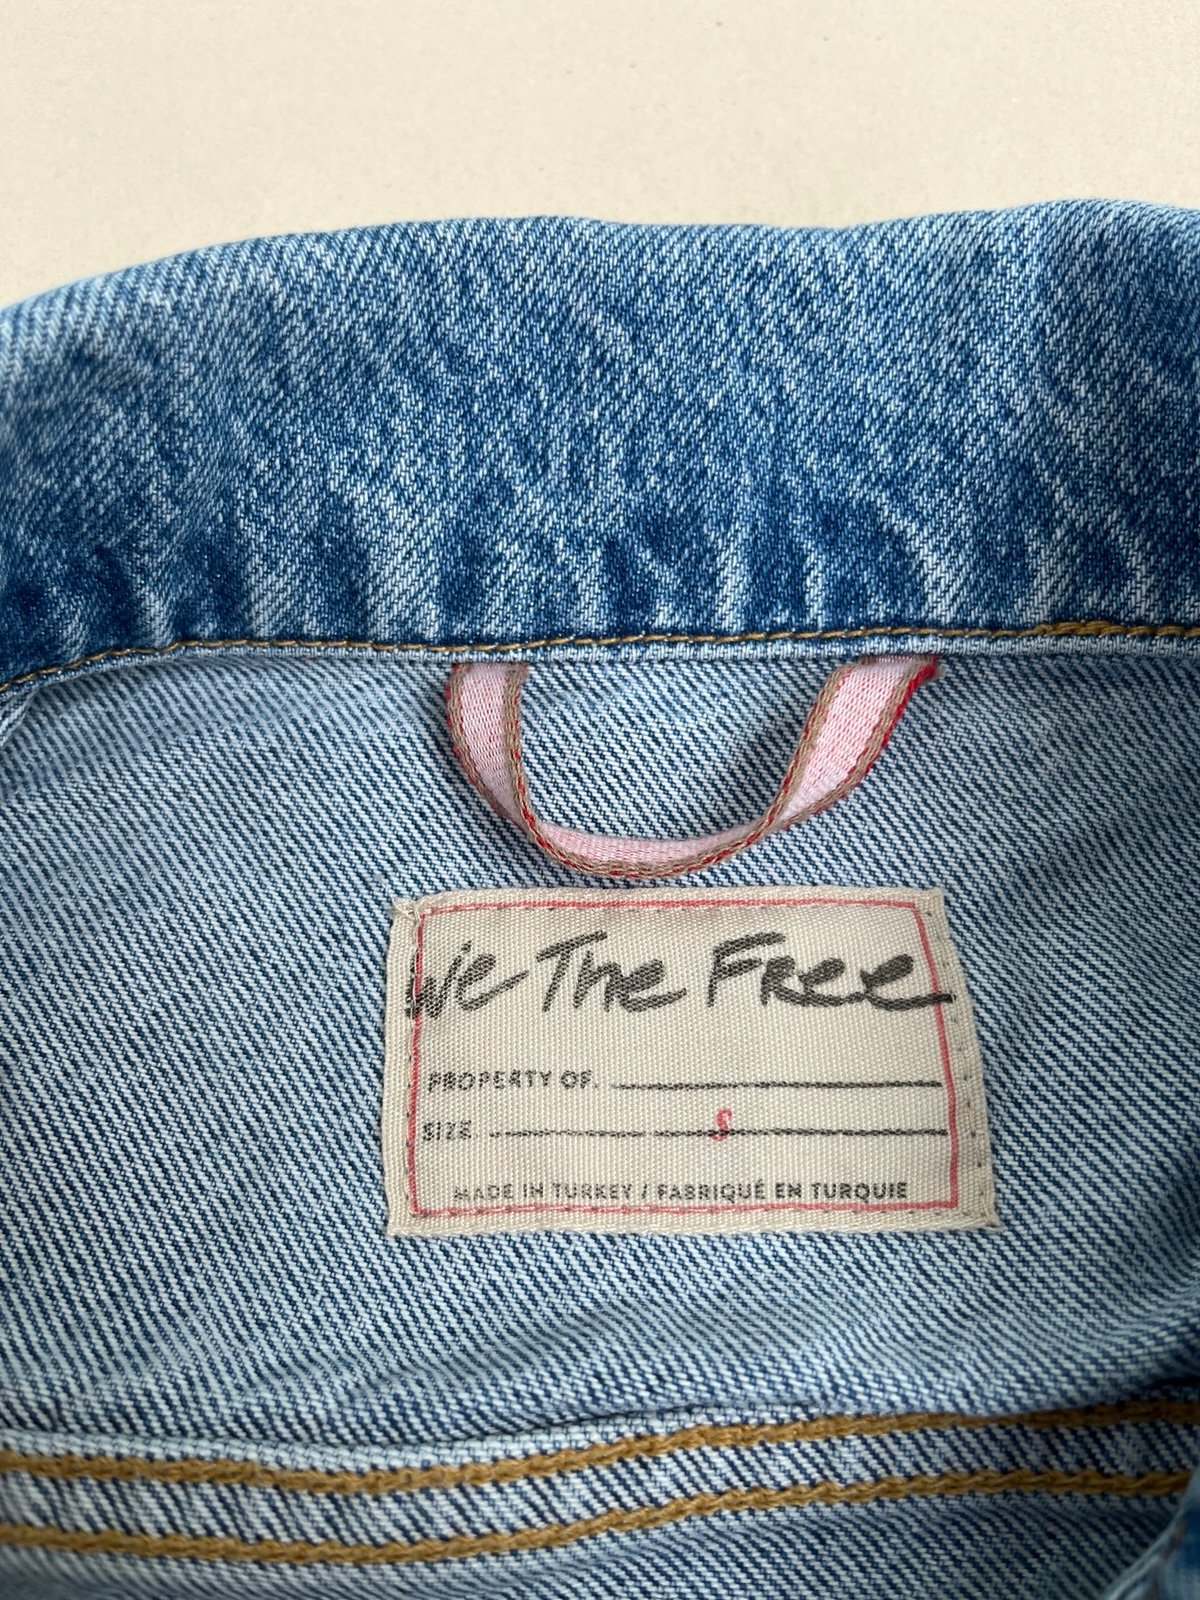 We The Free
PROPERTY OF.
SIZE S
MADE IN TURKEY / FABRIQUÉ EN TURQUIE